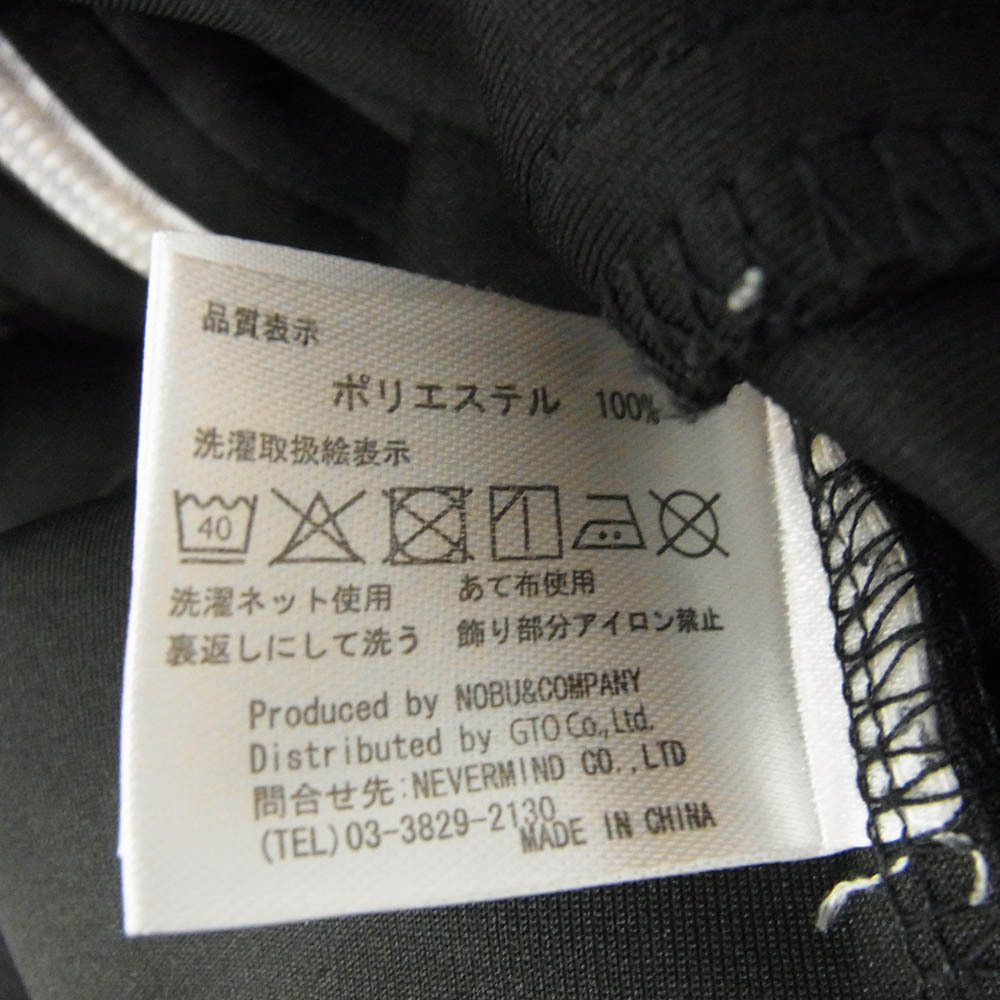 品質表示
ポリエステル 100%
洗濯取扱絵表示
40
洗濯ネット使用 あて布使用
裏返しにして洗う 飾り部分アイロン禁止
Produced by NOBU&COMPANY
Distributed by GTO Co.,Ltd.
問合せ先:NEVERMIND CO.,LTD
(TEL)03-3829-2130
MADE IN CHINA